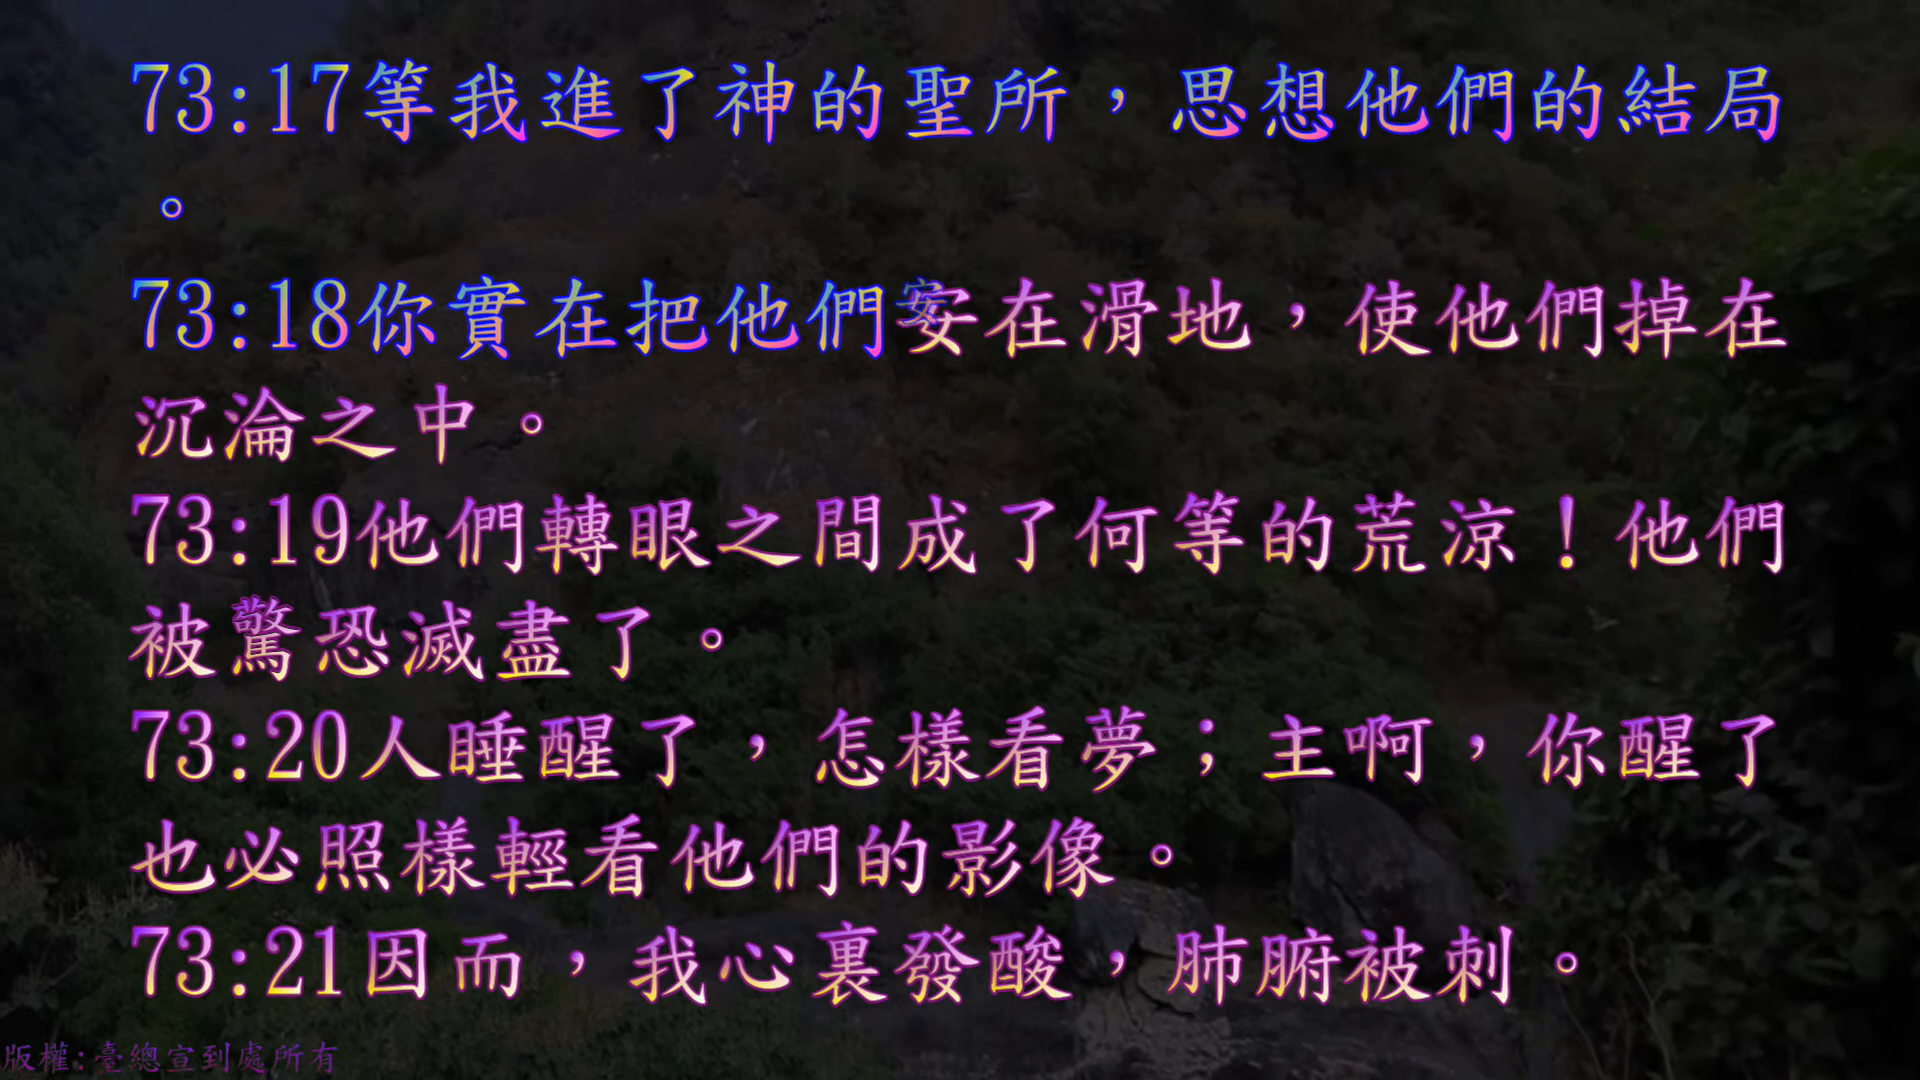 73:17等我進了神的聖所，思想他們的結局
。
73:18你實在把他們安在滑地，使他們掉在
沉淪之中。
73:19他們轉眼之間成了何等的荒涼！他們
被驚恐滅盡了。
73:20人睡醒了，怎樣看夢；主啊，你醒了
也必照樣輕看他們的影像。
73:21因而，我心裏發酸，肺腑被刺。
版權:臺總宣到處所有